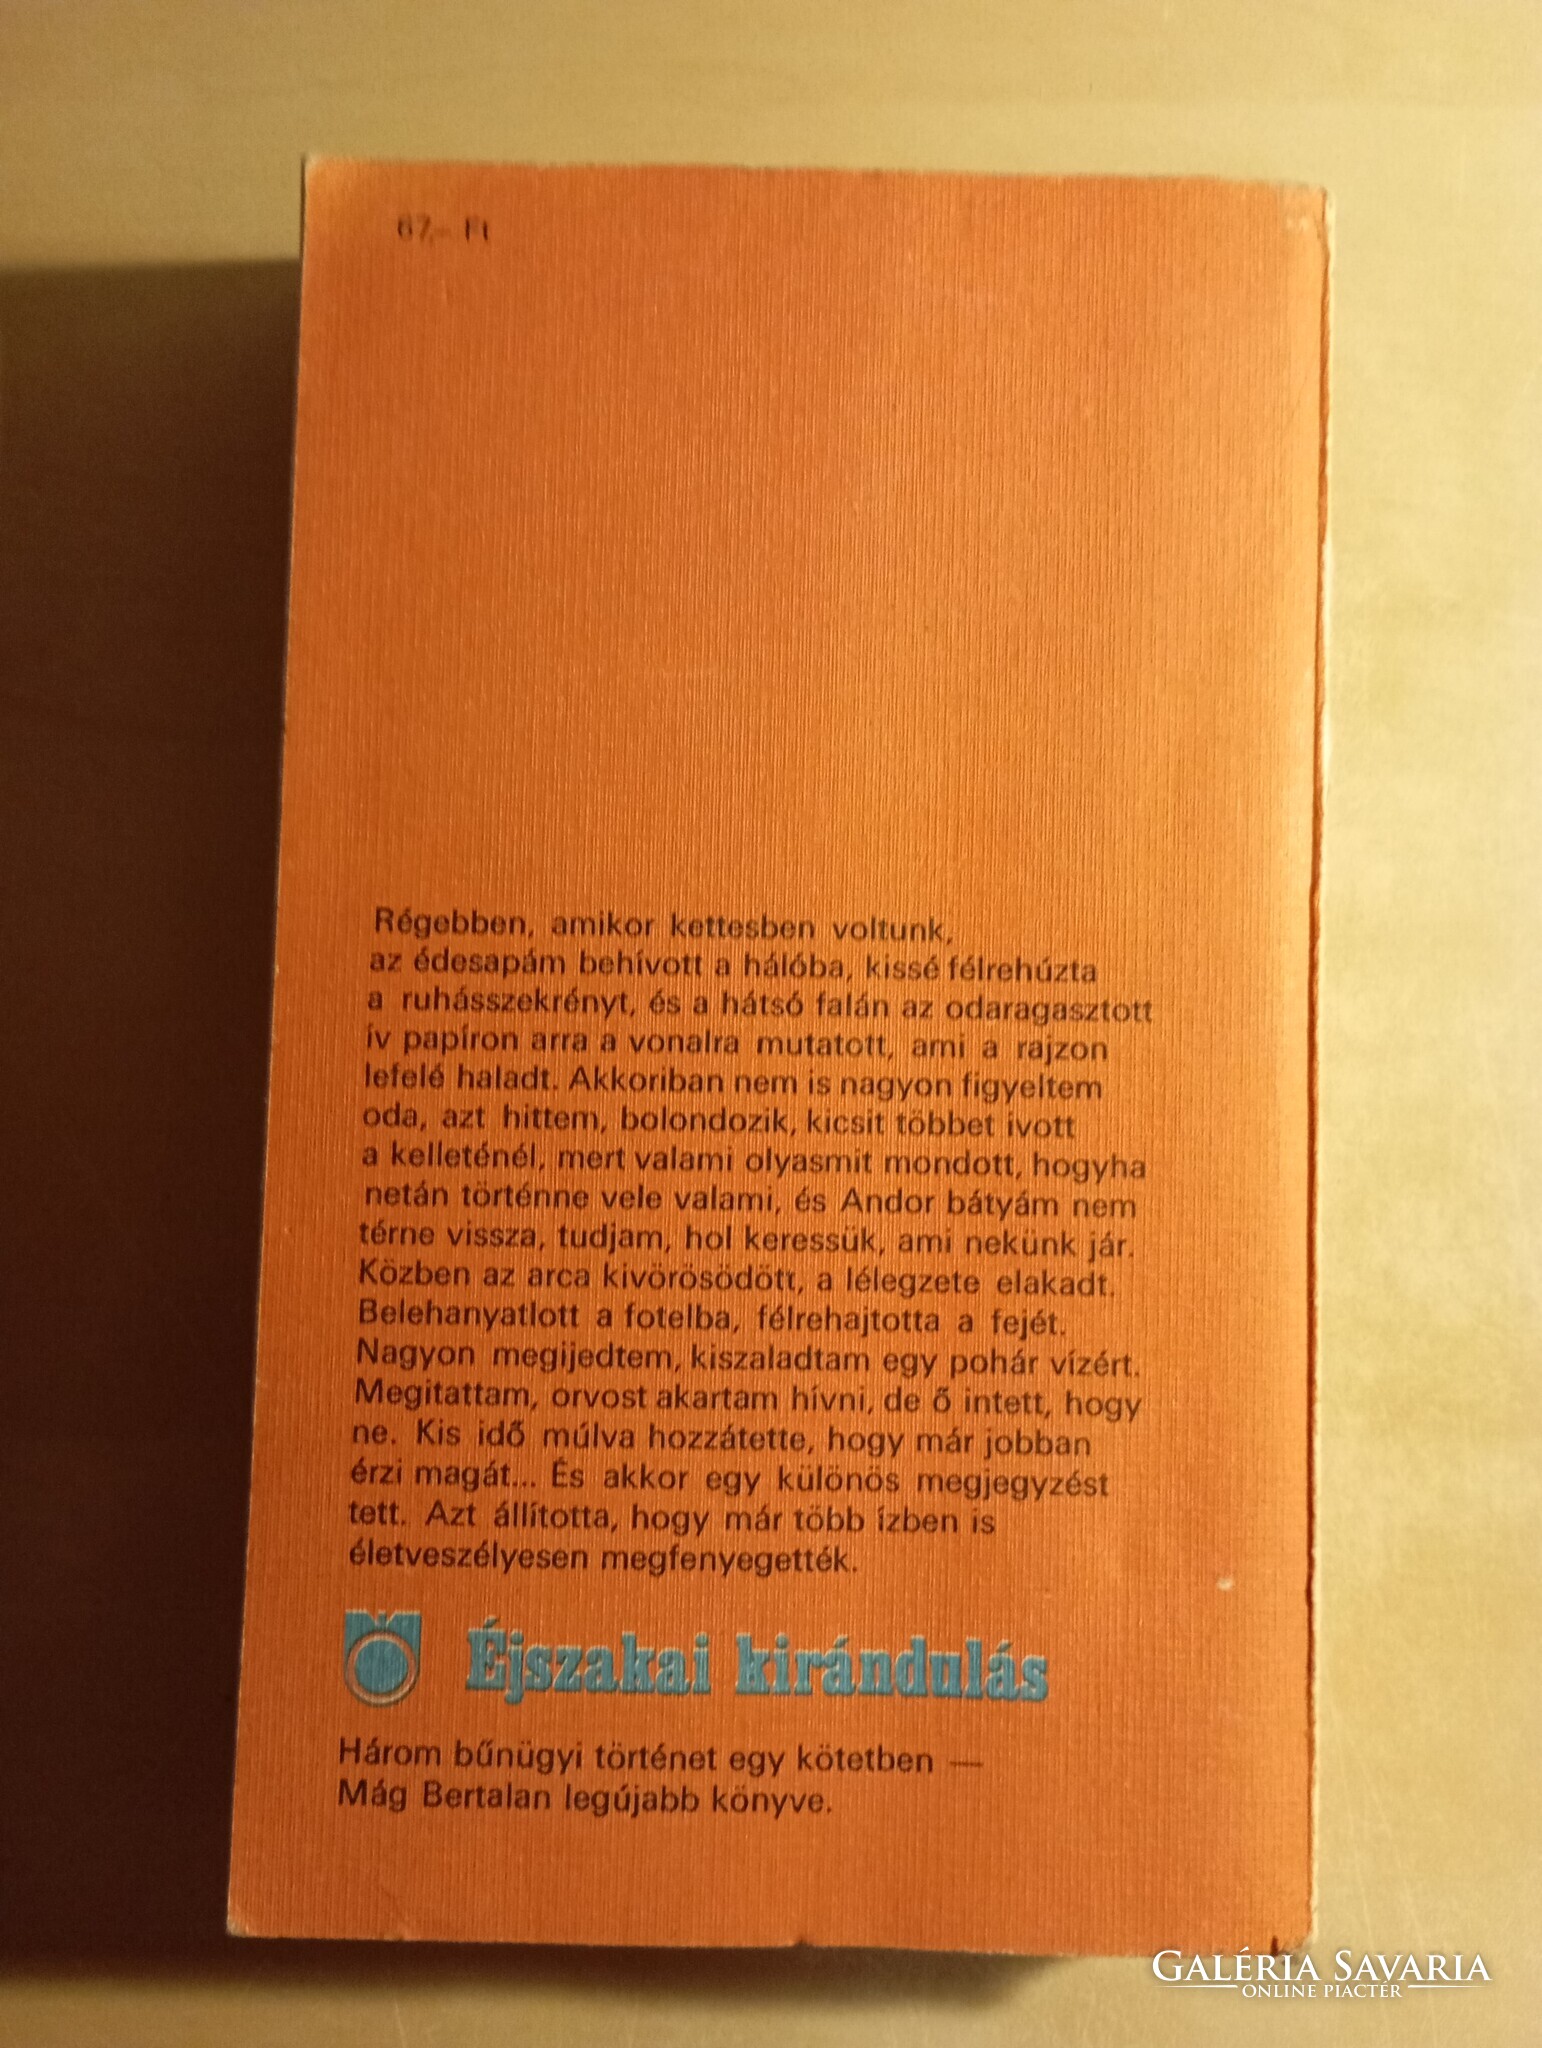 67,– Ft
Régebben, amikor kettesben voltunk,
az édesapám behívott a hálóba, kissé félrehúzta
a ruhásszekrényt, és a hátsó falán az odaragasztott
ív papíron arra a vonalra mutatott, ami a rajzon
lefelé haladt. Akkoriban nem is nagyon figyeltem
oda, azt hittem, bolondozik, kicsit többet ivott
a kelleténél, mert valami olyasmit mondott, hogyha
netán történne vele valami, és Andor bátyám nem
térne vissza, tudjam, hol keressük, ami nekünk jár.
Közben az arca kivörösödött, a lélegzete elakadt.
Belehanyatlott a fotelba, félrehajtotta a fejét.
Nagyon megijedtem, kiszaladtam egy pohár vízért.
Megitattam, orvost akartam hívni, de ő intett, hogy
ne. Kis idő múlva hozzátette, hogy már jobban
érzi magát... És akkor egy különös megjegyzést
tett. Azt állította, hogy már több ízben is
életveszélyesen megfenyegették.
Éjszakai kirándulás
Három bűnügyi történet egy kötetben —
Mág Bertalan legújabb könyve.
GALÉRIA SAVARIA
ONLINE PIACTÉR